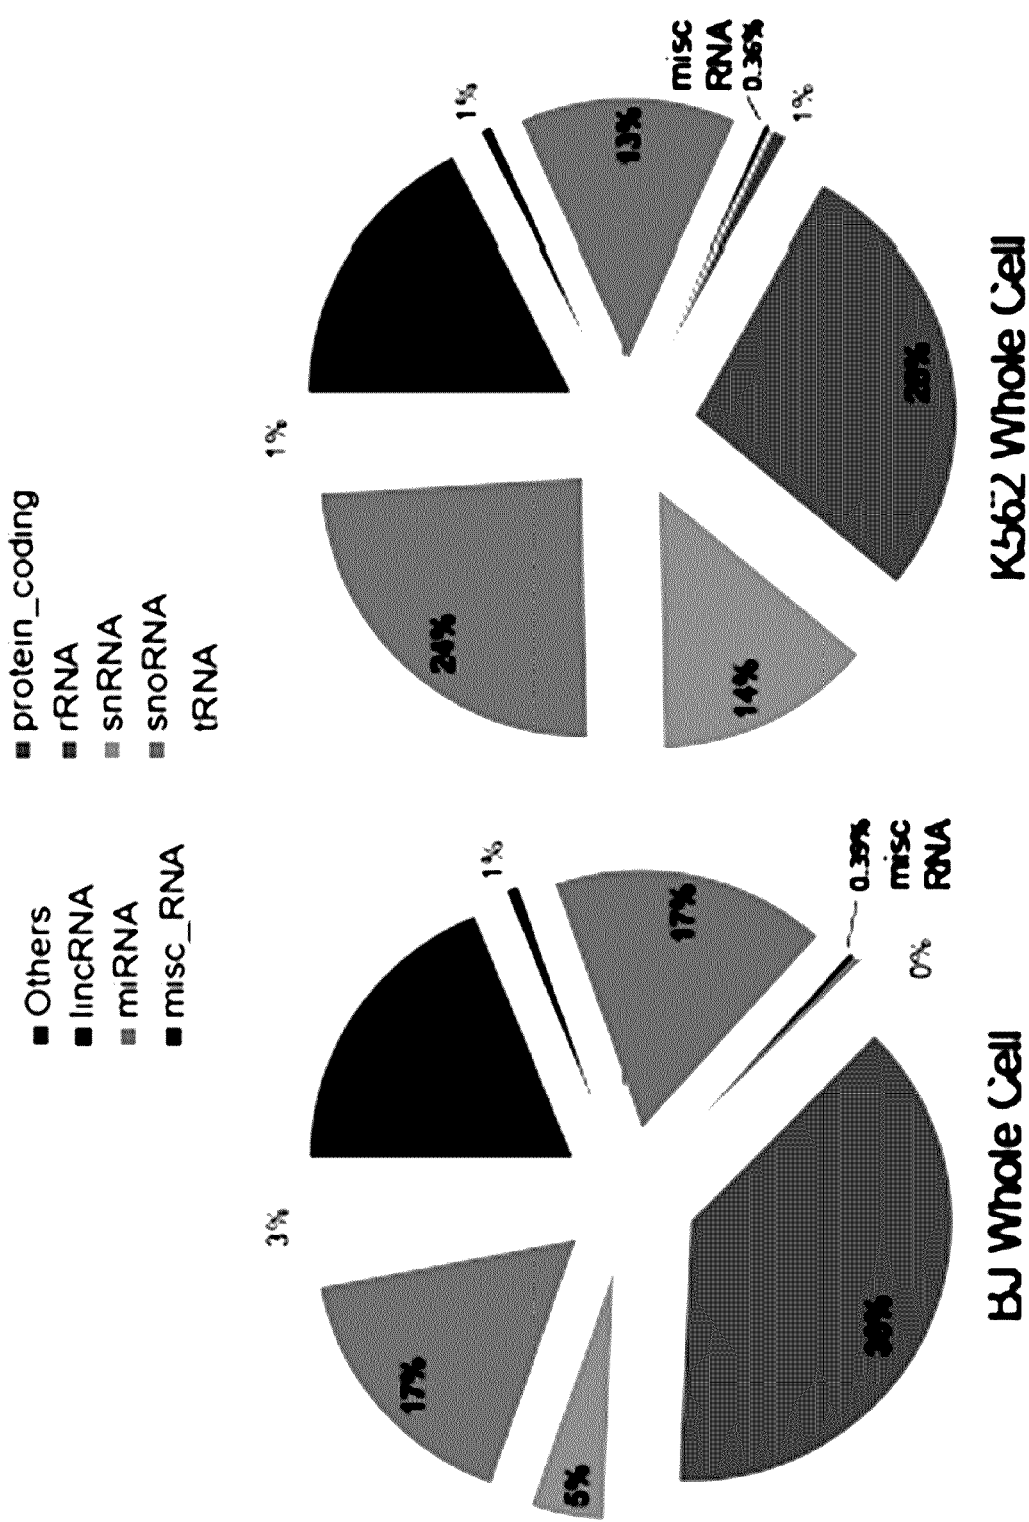 Others
lincRNA
miRNA
misc_RNA
protein_coding
rRNA
snRNA
snoRNA
tRNA
3%
1%
17%
17%
5%
0.39%
misc
RNA
0%
BJ Whole Cell
1%
1%
24%
13%
misc
RNA
0.36%
1%
14%
K562 Whole Cell